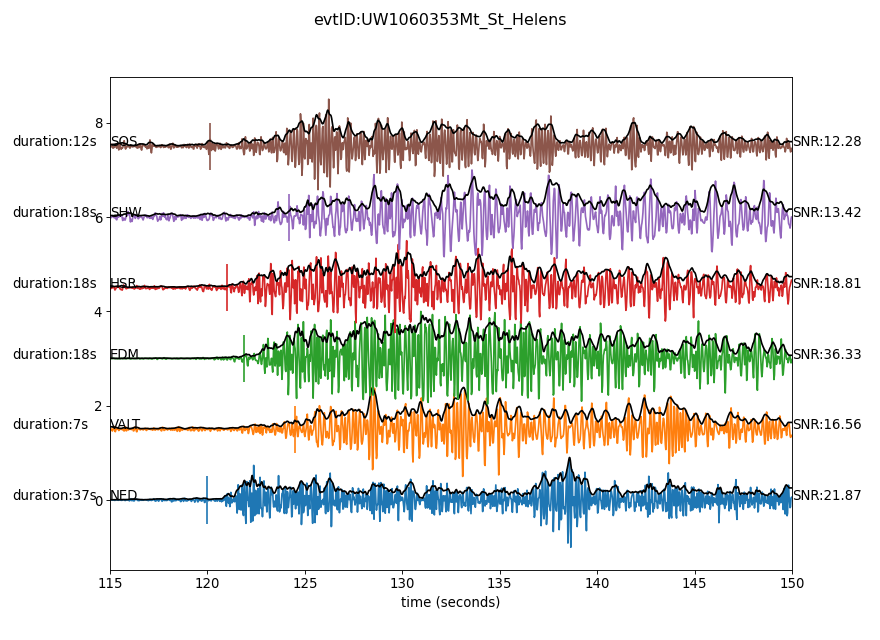 evtID:UW1060353Mt_St_Helens
8
duration:12s SOS SNR:12.28
duration:18s SHW SNR:13.42
6
duration:18s HSR SNR:18.81
4
duration:18s EDM SNR:36.33
2
duration:7s VALT SNR:16.56
duration:37s NED SNR:21.87
0
115 120 125 130 135 140 145 150
time (seconds)